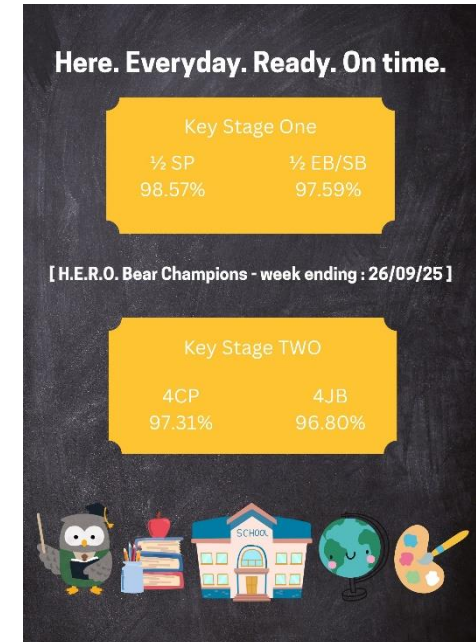 Here. Everyday. Ready. On time.
Key Stage One
½ SP ½ EB/SB
98.57% 97.59%
[ H.E.R.O. Bear Champions - week ending : 26/09/25 ]
Key Stage TWO
4CP 4JB
97.31% 96.80%
SCHOOL